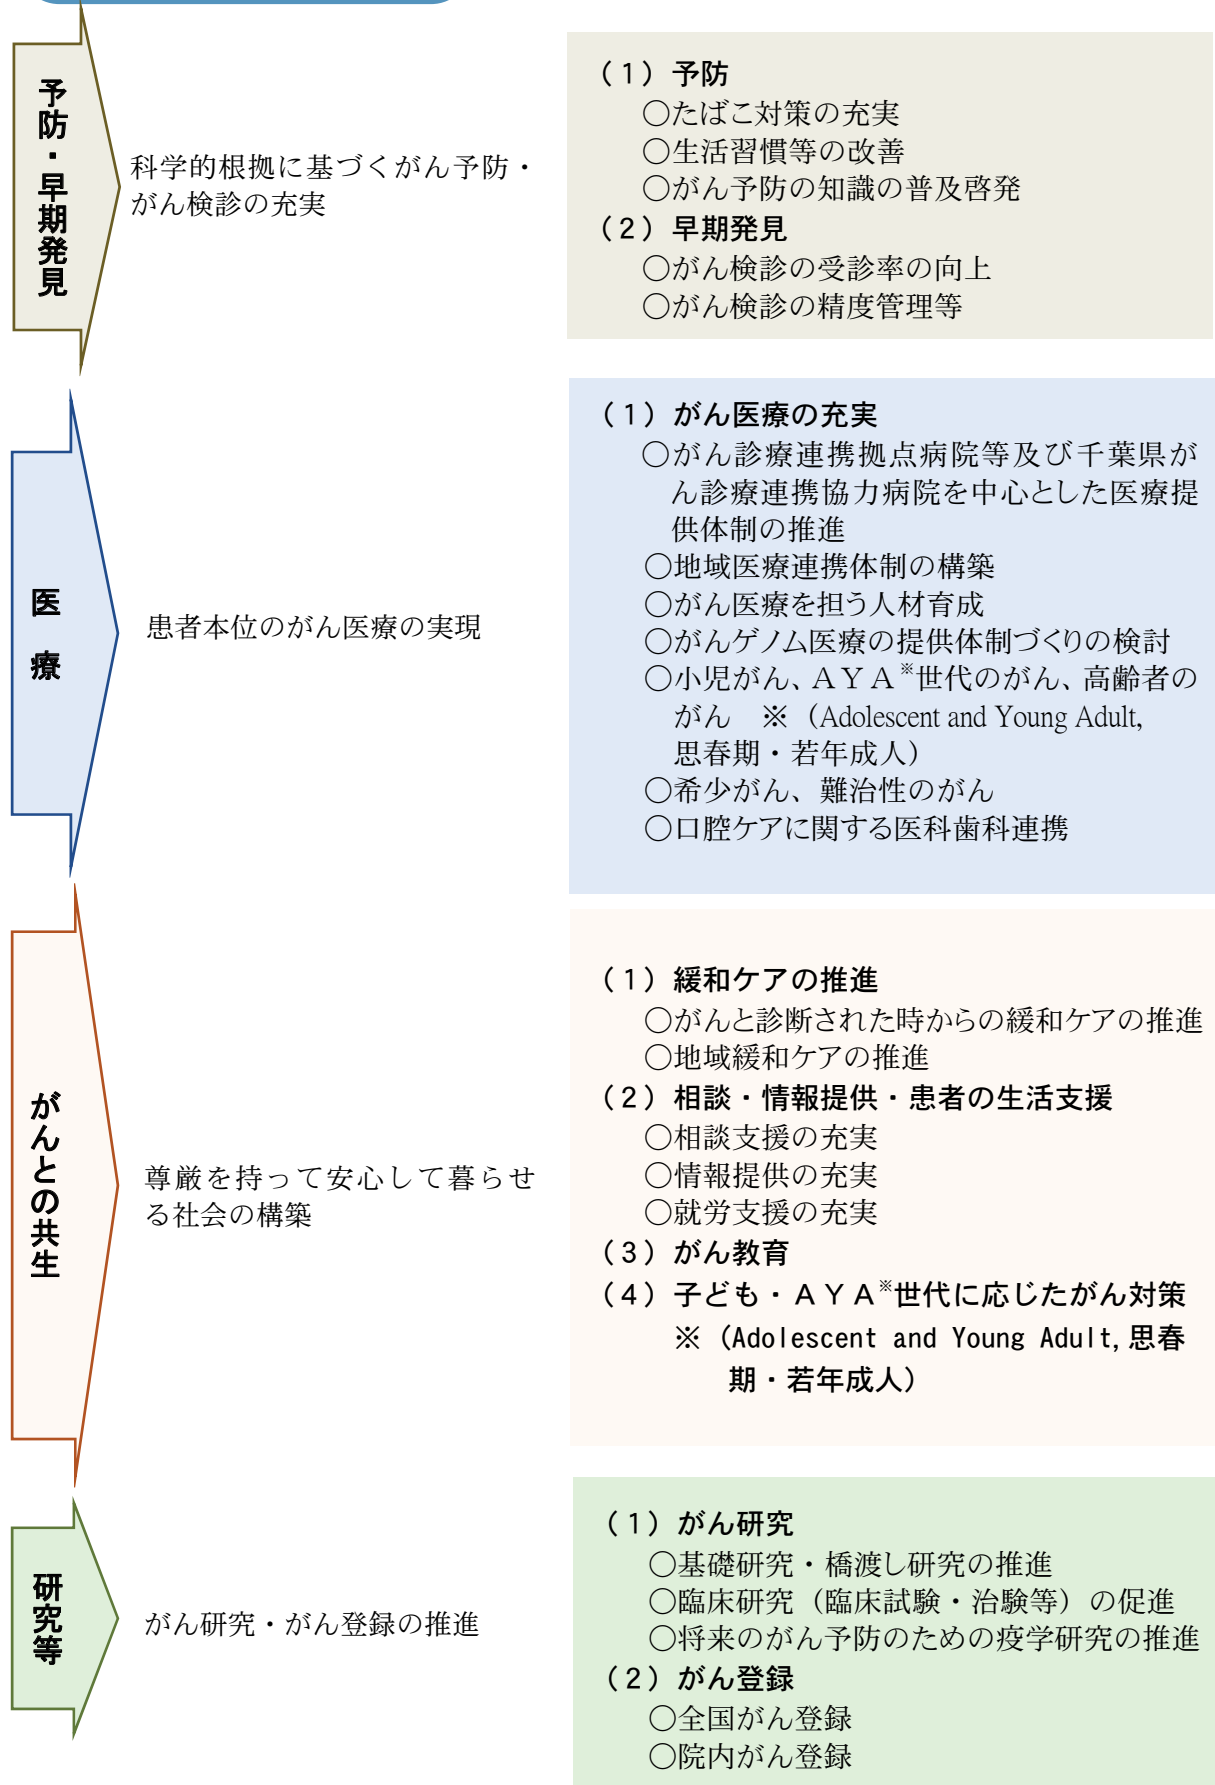 予防・早期発見
科学的根拠に基づくがん予防・
がん検診の充実
（1）予防
○たばこ対策の充実
○生活習慣等の改善
○がん予防の知識の普及啓発
（2）早期発見
○がん検診の受診率の向上
○がん検診の精度管理等
医療
患者本位のがん医療の実現
（1）がん医療の充実
○がん診療連携拠点病院等及び千葉県が
ん診療連携協力病院を中心とした医療提
供体制の推進
○地域医療連携体制の構築
○がん医療を担う人材育成
○がんゲノム医療の提供体制づくりの検討
○小児がん、ＡＹＡ※世代のがん、高齢者の
がん　※（Adolescent and Young Adult,
思春期・若年成人）
○希少がん、難治性のがん
○口腔ケアに関する医科歯科連携
がんとの共生
尊厳を持って安心して暮らせ
る社会の構築
（1）緩和ケアの推進
○がんと診断された時からの緩和ケアの推進
○地域緩和ケアの推進
（2）相談・情報提供・患者の生活支援
○相談支援の充実
○情報提供の充実
○就労支援の充実
（3）がん教育
（4）子ども・ＡＹＡ※世代に応じたがん対策
※（Adolescent and Young Adult,思春
期・若年成人）
研究等
がん研究・がん登録の推進
（1）がん研究
○基礎研究・橋渡し研究の推進
○臨床研究（臨床試験・治験等）の促進
○将来のがん予防のための疫学研究の推進
（2）がん登録
○全国がん登録
○院内がん登録